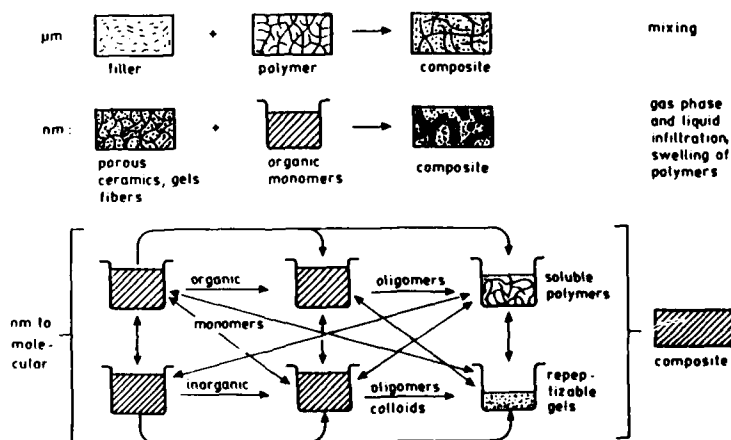 µm
+
mixing
filler
polymer
composite
nm:
+
gas phase
and liquid
infiltration,
swelling of
polymers
porous
ceramics, gels
fibers
organic
monomers
composite
organic
oligomers
soluble
polymers
nm to
mole-
cular
monomers
composite
inorganic
oligomers
colloids
repep-
tizable
gels